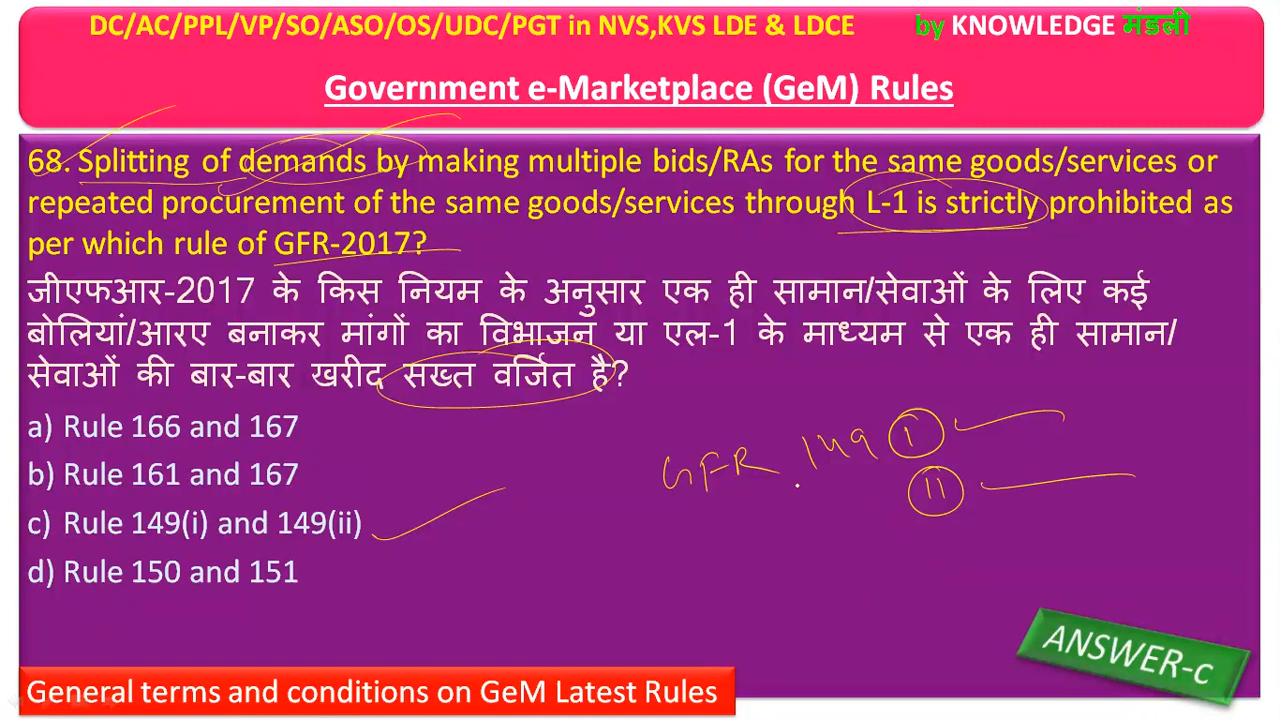 DC/AC/PPL/VP/SO/ASO/OS/UDC/PGT in NVS,KVS LDE & LDCE by KNOWLEDGE मंडली
Government e-Marketplace (GeM) Rules
68. Splitting of demands by making multiple bids/RAs for the same goods/services or
repeated procurement of the same goods/services through L-1 is strictly prohibited as
per which rule of GFR-2017?
जीएफआर-2017 के किस नियम के अनुसार एक ही सामान/सेवाओं के लिए कई
बोलियां/आरए बनाकर मांगों का विभाजन या एल-1 के माध्यम से एक ही सामान/
सेवाओं की बार-बार खरीद सख्त वर्जित है?
a) Rule 166 and 167
b) Rule 161 and 167
c) Rule 149(i) and 149(ii)
d) Rule 150 and 151
GFR. 149 i
ii
ANSWER-c
General terms and conditions on GeM Latest Rules